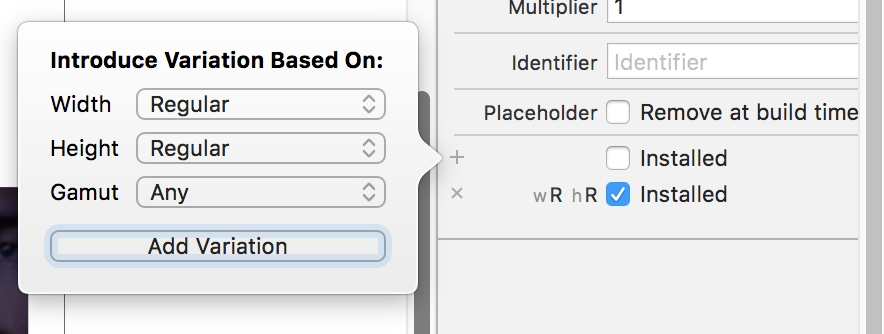 Introduce Variation Based On:
Width Regular
Height Regular
Gamut Any
Add Variation
Multiplier 1
Identifier Identifier
Placeholder Remove at build time
+ Installed
× wR hR Installed